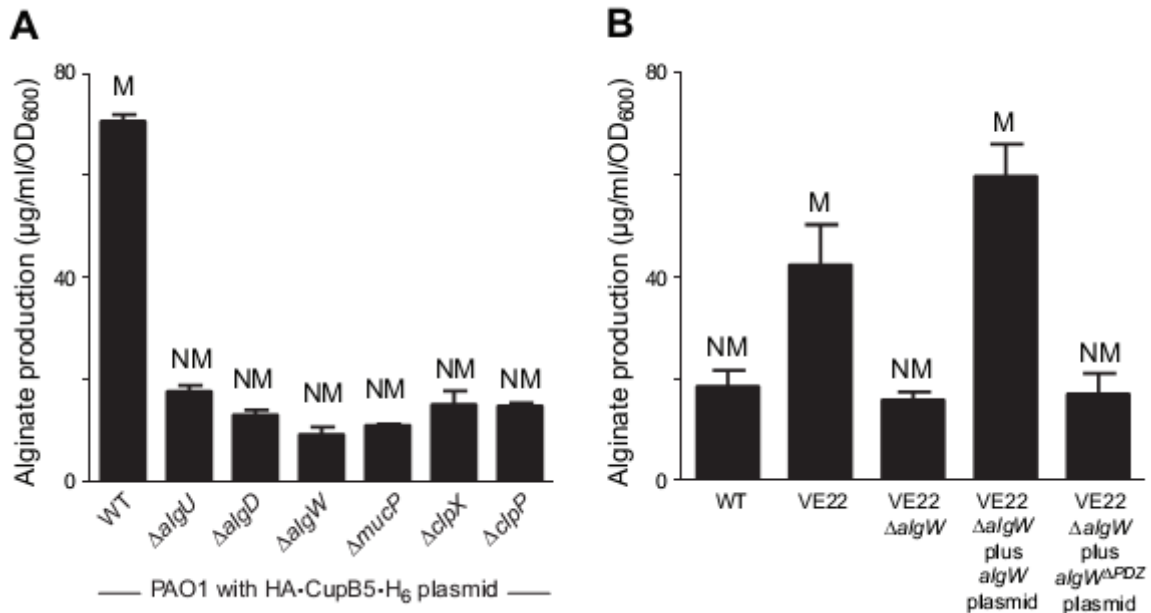 A
Alginate production (µg/ml/OD600)
80
40
0
M
NM
NM
NM
NM
NM
NM
WT
ΔalgU
ΔalgD
ΔalgW
ΔmucP
ΔclpX
ΔclpP
PAO1 with HA-CupB5-H6 plasmid
B
Alginate production (µg/ml/OD600)
80
40
0
NM
M
NM
M
NM
WT
VE22
VE22
ΔalgW
VE22
ΔalgW
plus
algW
plasmid
VE22
ΔalgW
plus
algWΔPDZ
plasmid